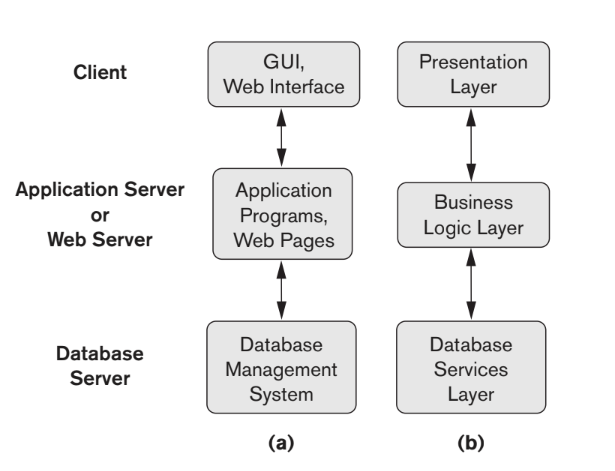 Client
GUI,
Web Interface
Presentation
Layer
Application Server
or
Web Server
Application
Programs,
Web Pages
Business
Logic Layer
Database
Server
Database
Management
System
Database
Services
Layer
(a)
(b)